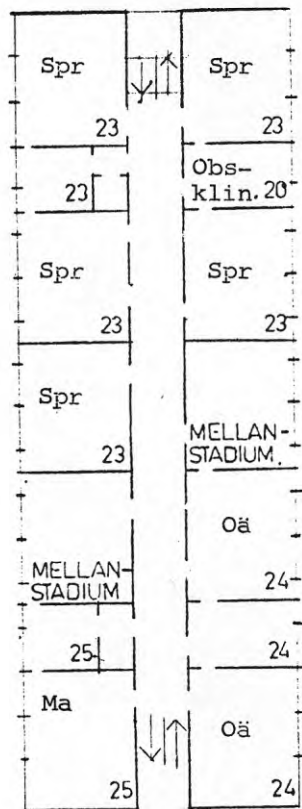 Spr
Spr
23
23
23
Obs-
klin. 20
Spr
Spr
23
23
Spr
23
MELLAN-
STADIUM.
Oä
MELLAN-
STADIUM
24
25
24
Ma
Oä
25
24